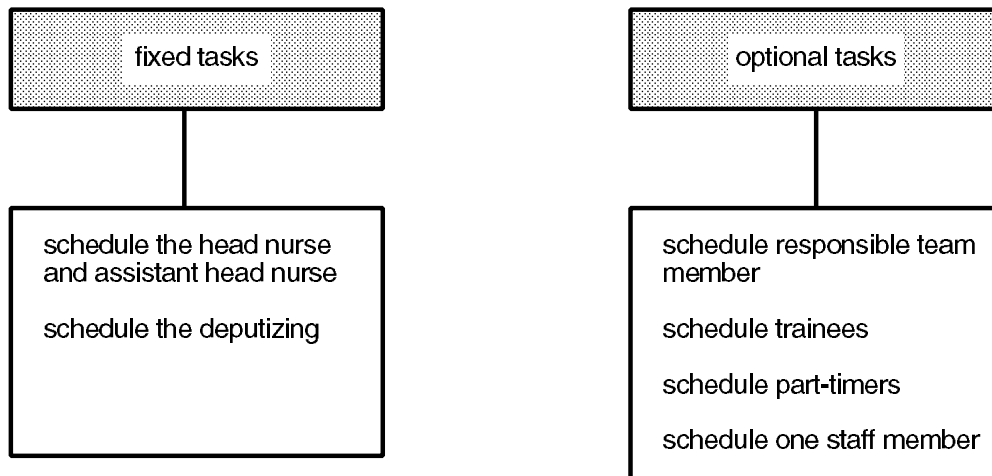 fixed tasks
optional tasks
schedule the head nurse
and assistant head nurse
schedule the deputizing
schedule responsible team
member
schedule trainees
schedule part-timers
schedule one staff member